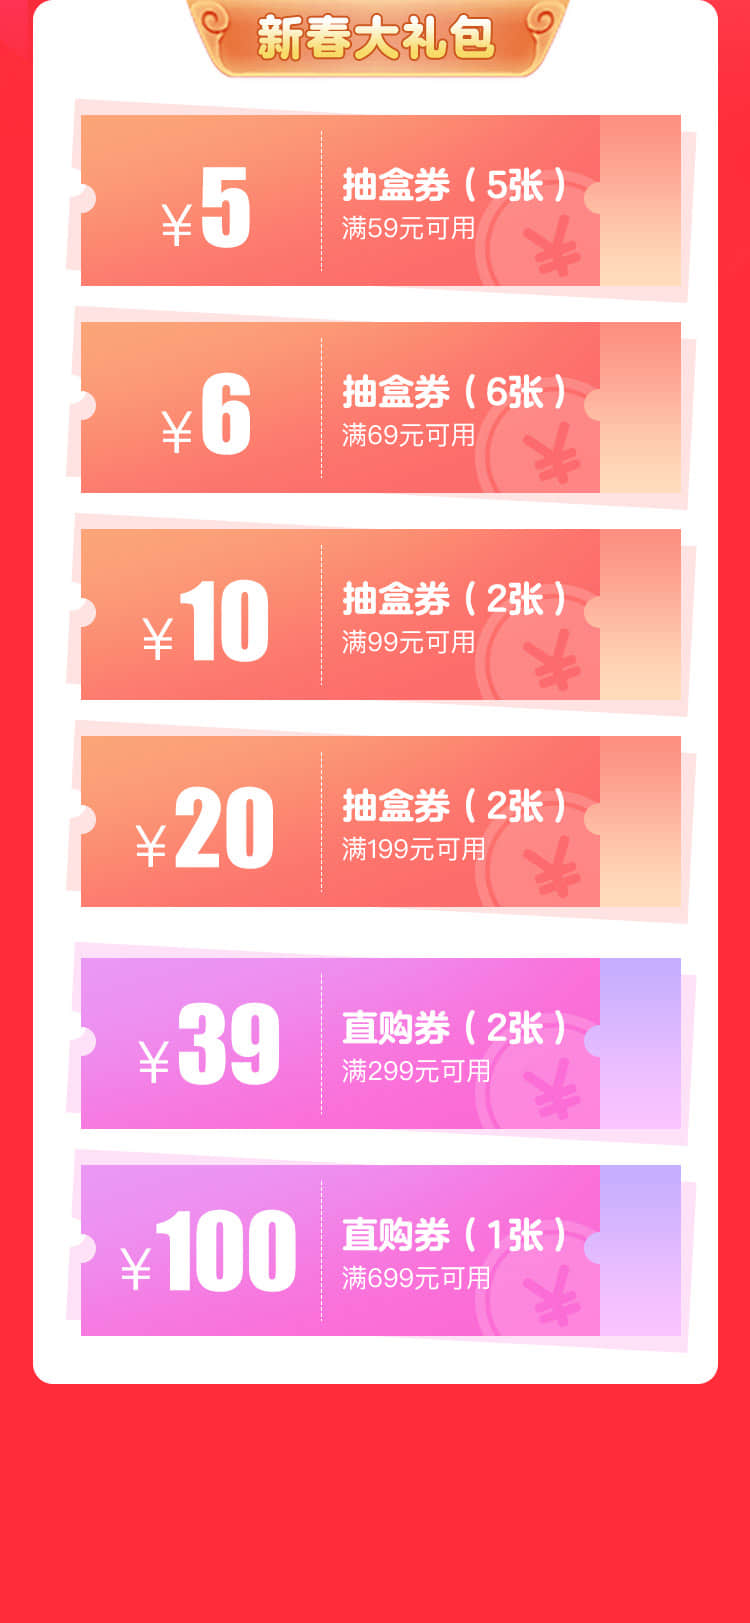 新春大礼包
¥5
抽盒券（5张）
满59元可用
¥6
抽盒券（6张）
满69元可用
¥10
抽盒券（2张）
满99元可用
¥20
抽盒券（2张）
满199元可用
¥39
直购券（2张）
满299元可用
¥100
直购券（1张）
满699元可用